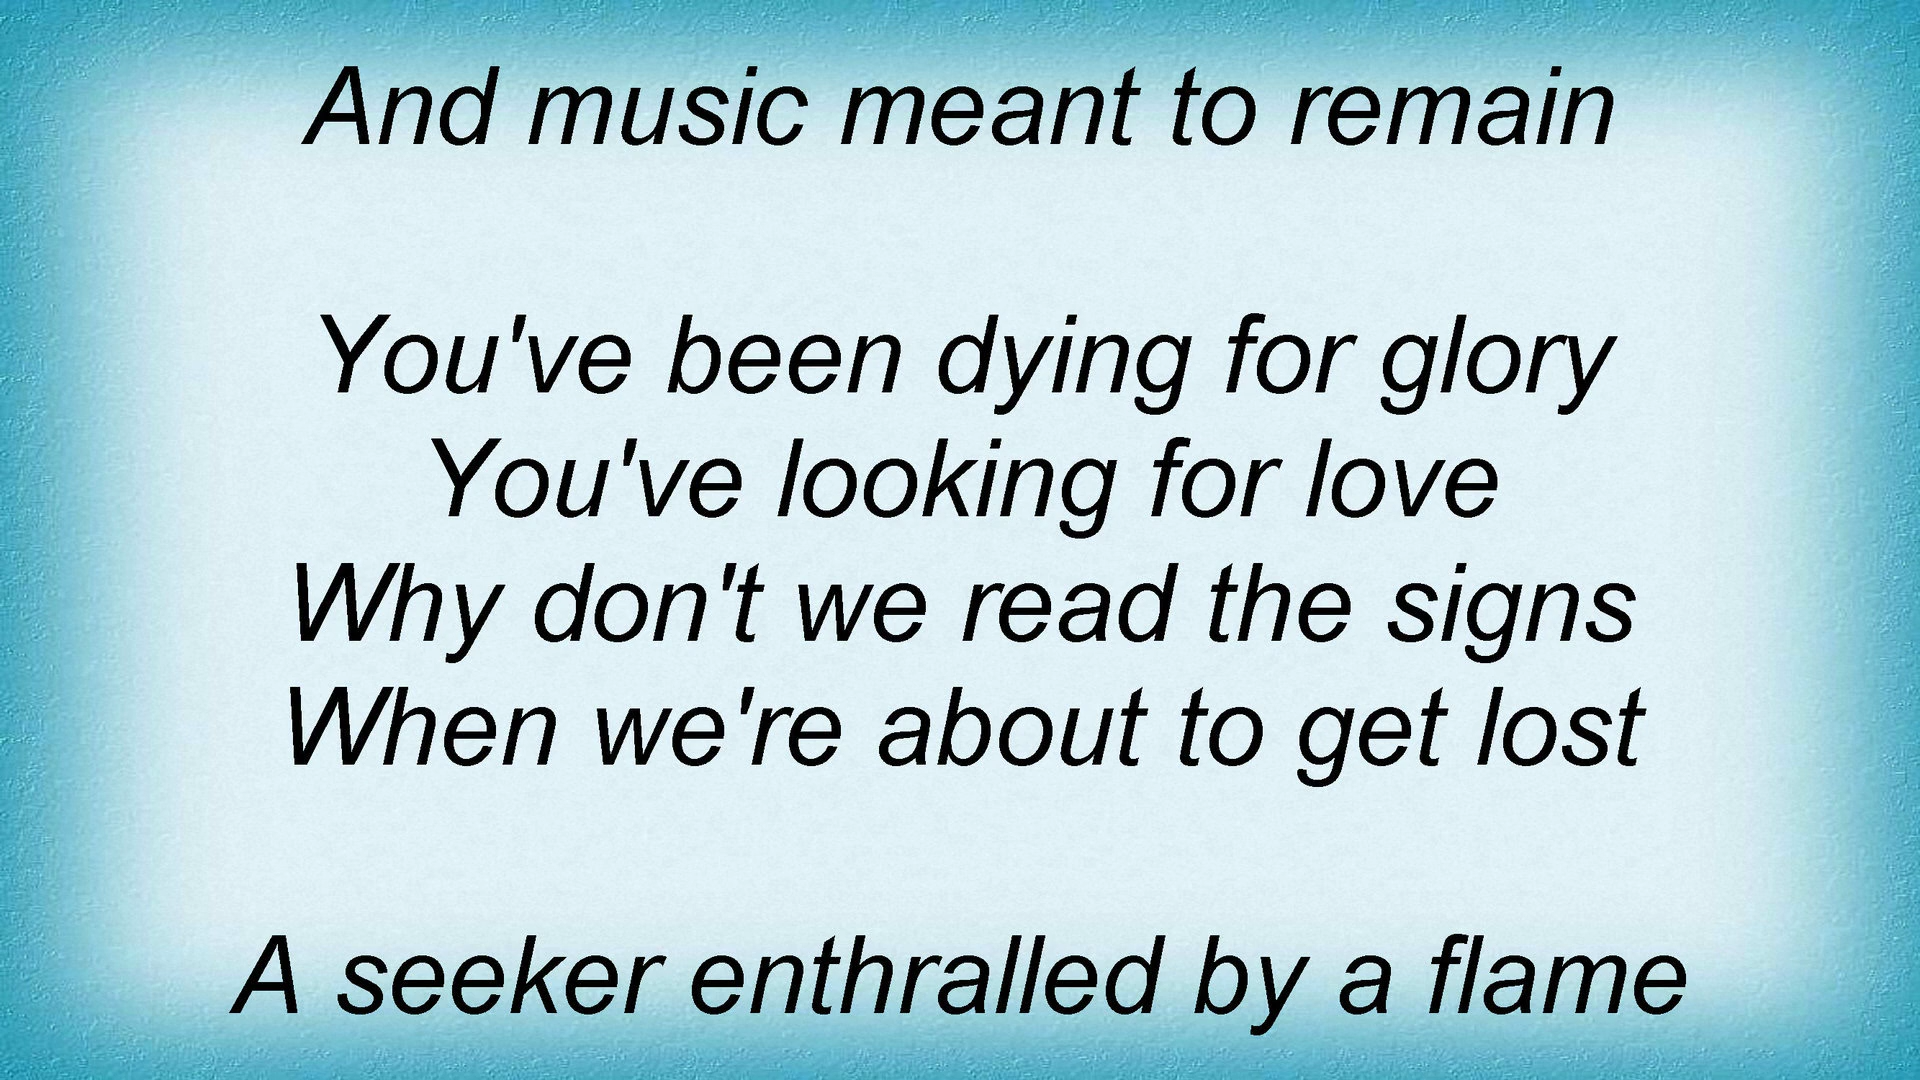 And music meant to remain
You've been dying for glory
You've looking for love
Why don't we read the signs
When we're about to get lost
A seeker enthralled by a flame